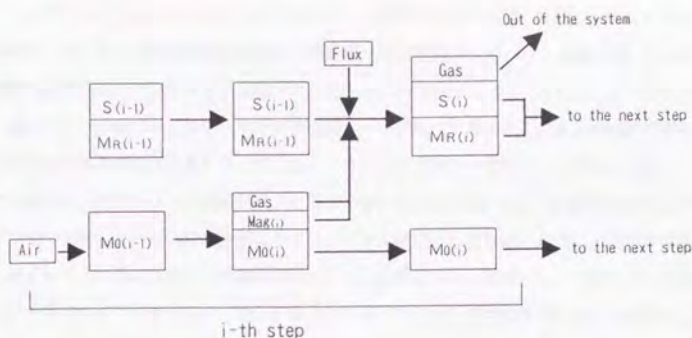 Out of the system
Flux
Gas
S(i-1)
S(i-1)
S(i)
to the next step
MR(i-1)
MR(i-1)
MR(i)
Gas
Mag(i)
Air
MO(i-1)
MO(i)
MO(i)
to the next step
i-th step